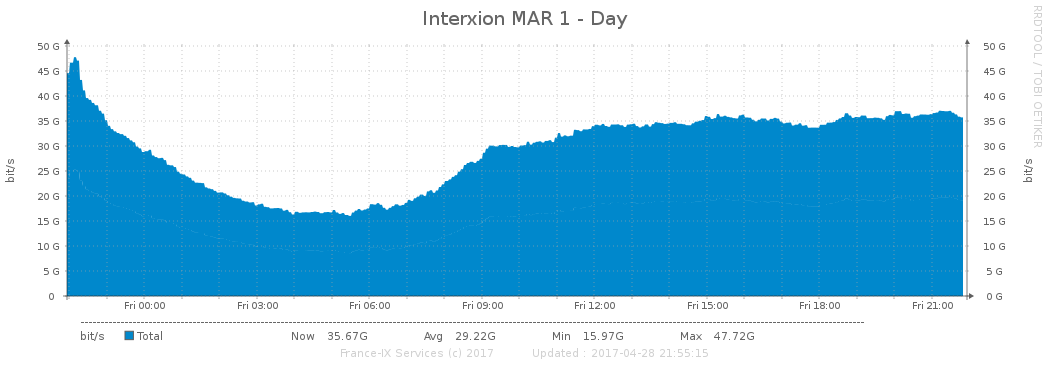 Interxion MAR 1 - Day
RRDTOOL / TOBI OETIKER
bit/s
50 G
45 G
40 G
35 G
30 G
25 G
20 G
15 G
10 G
5 G
0
50 G
45 G
40 G
35 G
30 G
25 G
20 G
15 G
10 G
5 G
0 G
bit/s
Fri 00:00 Fri 03:00 Fri 06:00 Fri 09:00 Fri 12:00 Fri 15:00 Fri 18:00 Fri 21:00
bit/s Total Now 35.67G Avg 29.22G Min 15.97G Max 47.72G
France-IX Services (c) 2017 Updated : 2017-04-28 21:55:15